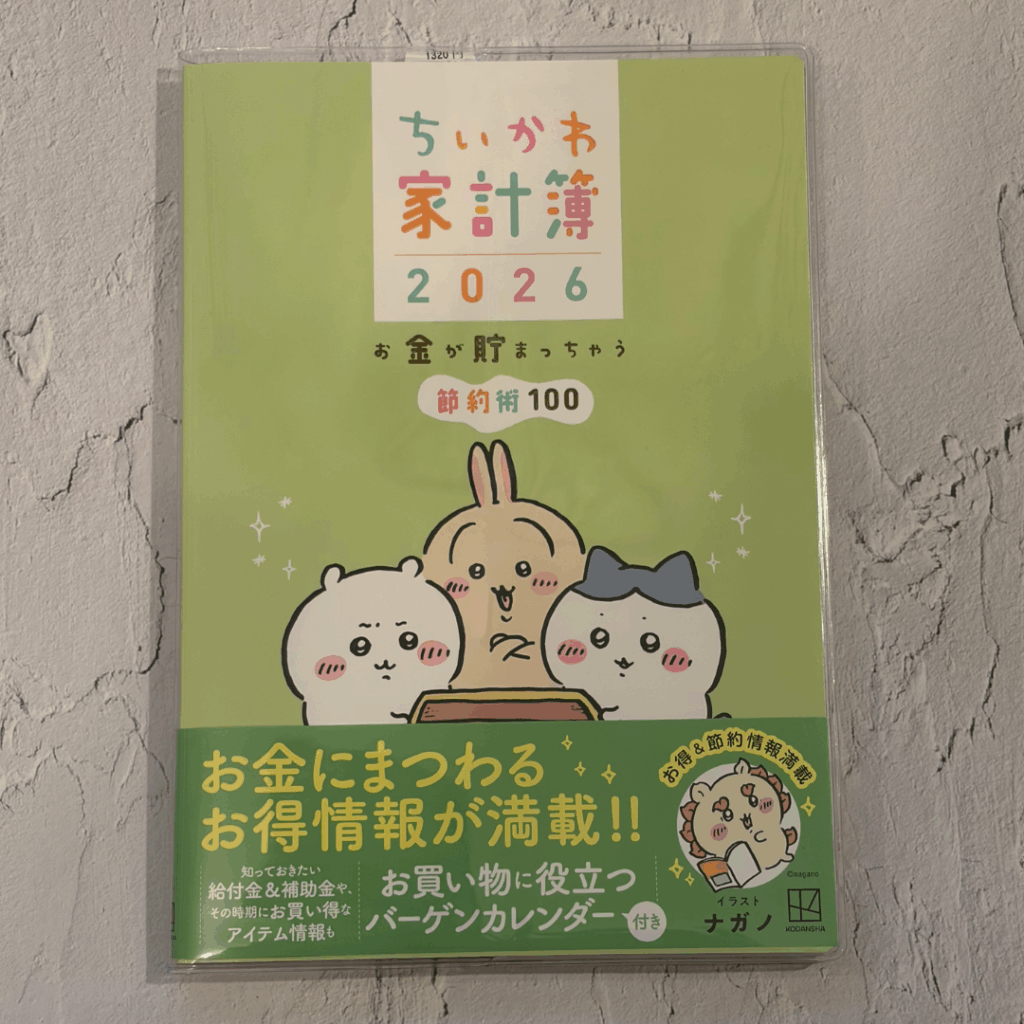 ちいかわ
家計簿
2026
お金が貯まっちゃう
節約術100
お金にまつわる
お得情報が満載!!
知っておきたい
給付金&補助金や、
その時期にお買い得な
アイテム情報も
お買い物に役立つ
バーゲンカレンダー付き
お得&節約情報満載
©nagano
イラスト
ナガノ
KODANSHA